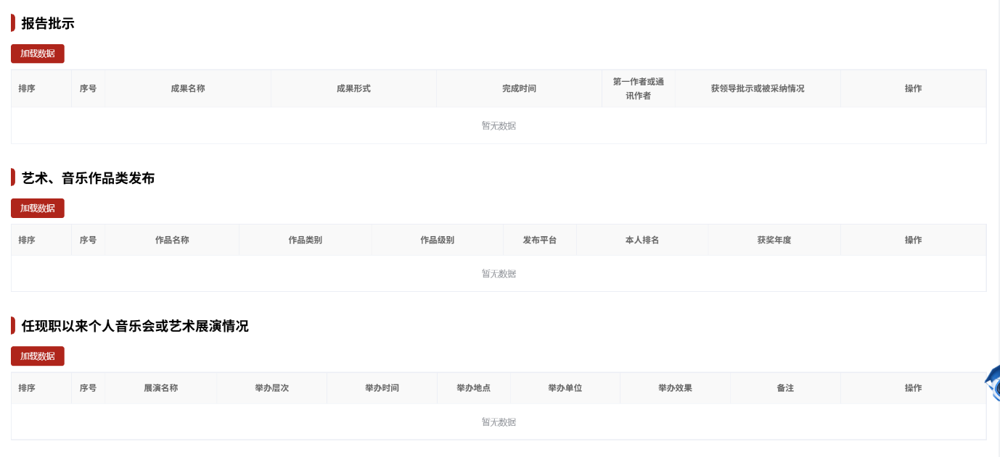 报告批示
加载数据
排序 序号 成果名称 成果形式 完成时间 第一作者或通讯作者 获领导批示或被采纳情况 操作
暂无数据
艺术、音乐作品类发布
加载数据
排序 序号 作品名称 作品类别 作品级别 发布平台 本人排名 获奖年度 操作
暂无数据
任现职以来个人音乐会或艺术展演情况
加载数据
排序 序号 展演名称 举办层次 举办时间 举办地点 举办单位 举办效果 备注 操作
暂无数据